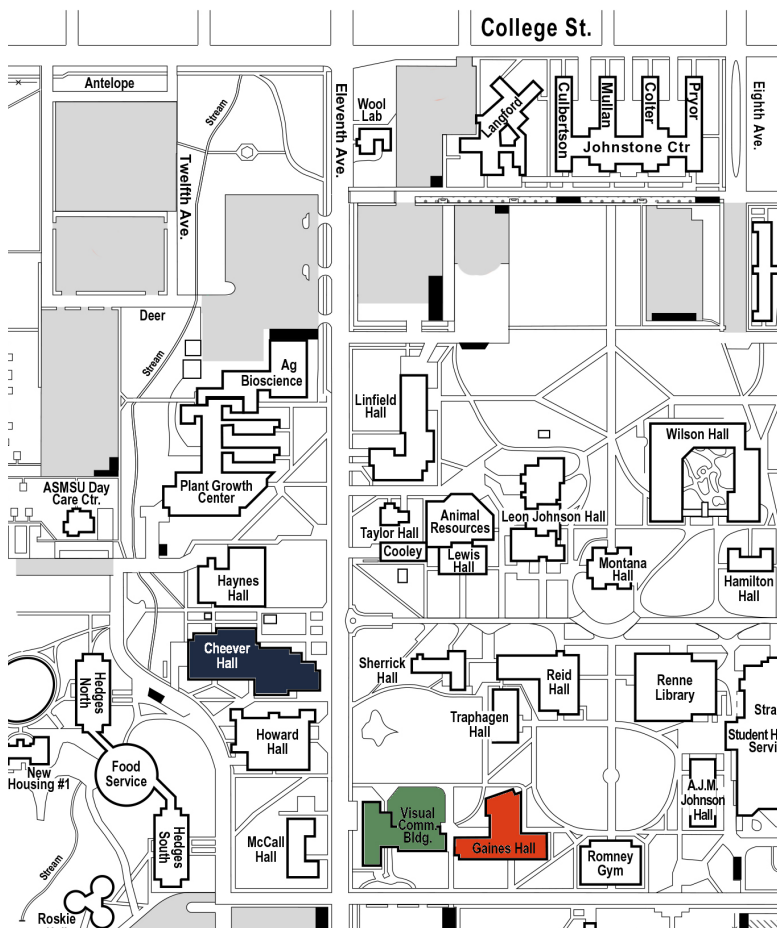 College St.
Antelope
Stream
Twelfth Ave.
Eleventh Ave.
Wool
Lab
Langford
Culbertson
Mullan
Colter
Pryor
Johnstone Ctr
Eighth Ave.
Deer
Stream
Ag
Bioscience
Linfield
Hall
Wilson Hall
Plant Growth
Center
ASMSU Day
Care Ctr.
Taylor Hall
Cooley
Animal
Resources
Lewis
Hall
Leon Johnson Hall
Montana
Hall
Hamilton
Hall
Haynes
Hall
Cheever
Hall
Sherrick
Hall
Reid
Hall
Renne
Library
Hedges
North
Traphagen
Hall
Stra
Student H
Servi
Howard
Hall
Food
Service
New
Housing #1
A.J.M.
Johnson
Hall
Visual
Comm.
Bldg.
Gaines Hall
Romney
Gym
McCall
Hall
Hedges
South
Stream
Roskie